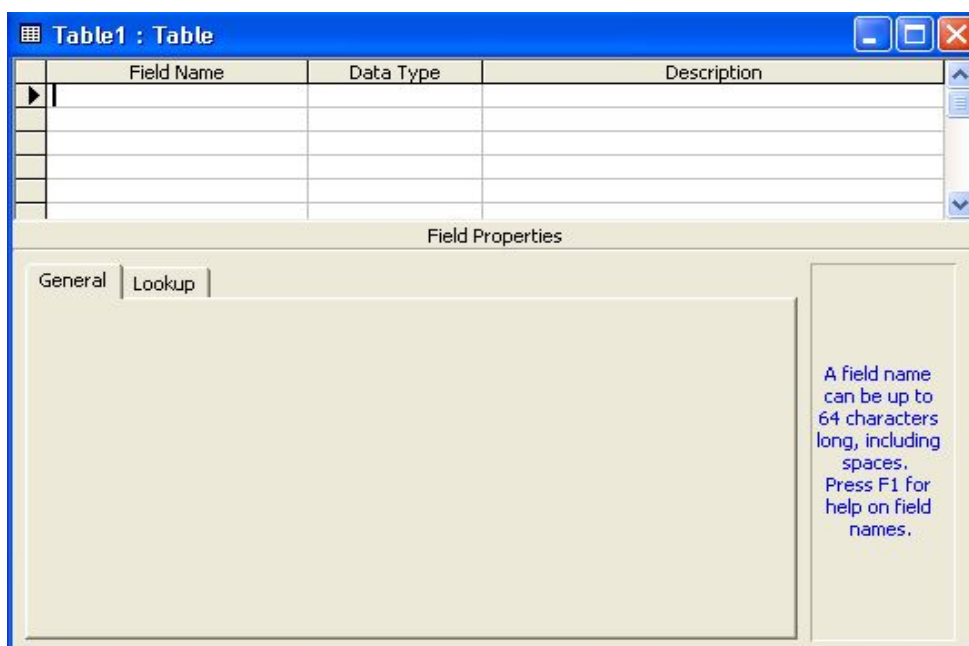 Table1 : Table
Field Name Data Type Description
Field Properties
General Lookup
A field name
can be up to
64 characters
long, including
spaces.
Press F1 for
help on field
names.